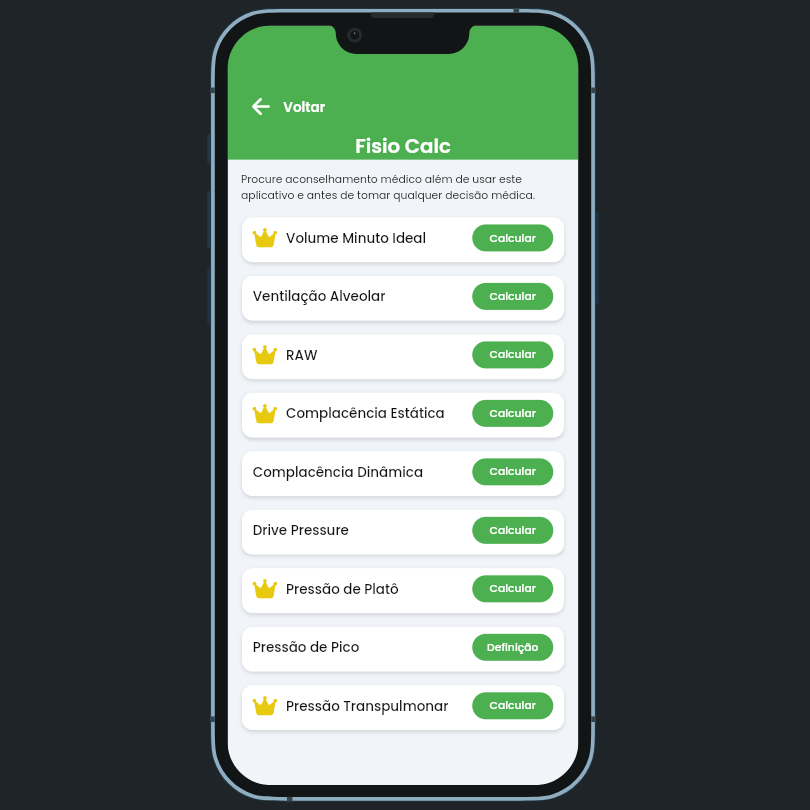 Voltar
Fisio Calc
Procure aconselhamento médico além de usar este
aplicativo e antes de tomar qualquer decisão médica.
Volume Minuto Ideal Calcular
Ventilação Alveolar Calcular
RAW Calcular
Complacência Estática Calcular
Complacência Dinâmica Calcular
Drive Pressure Calcular
Pressão de Platô Calcular
Pressão de Pico Definição
Pressão Transpulmonar Calcular